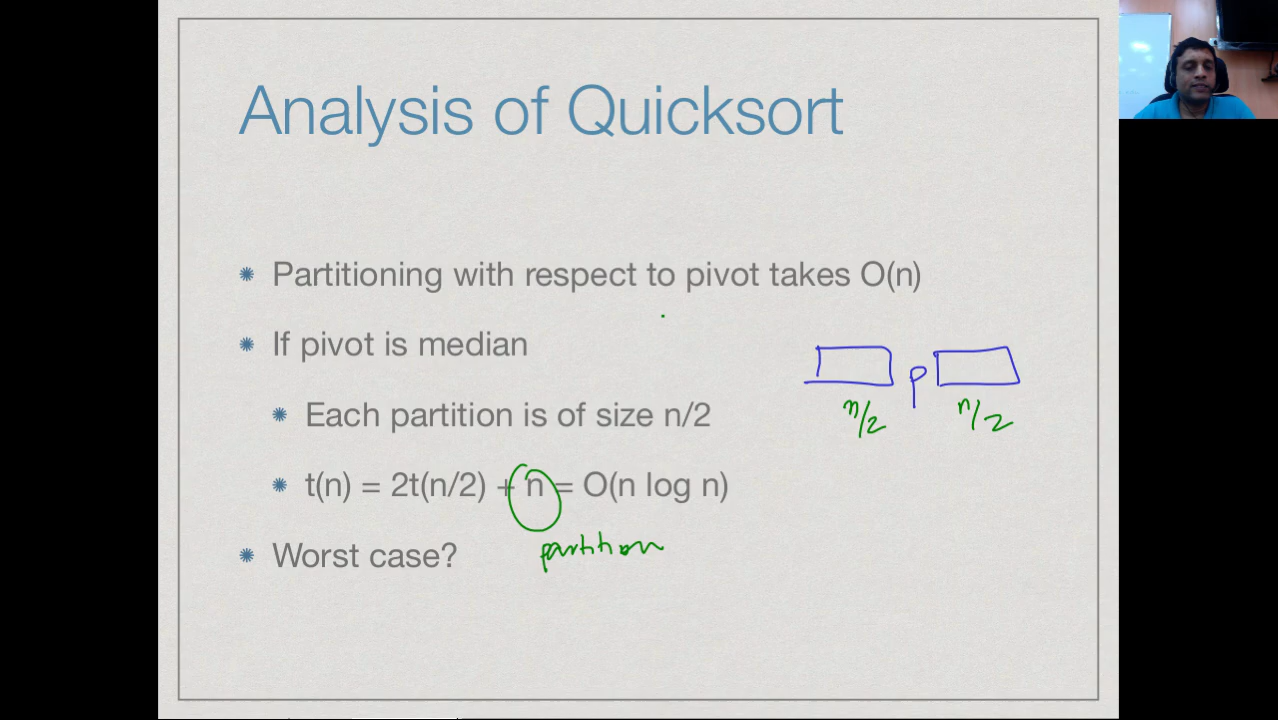 Analysis of Quicksort
Partitioning with respect to pivot takes O(n)
If pivot is median
p
Each partition is of size n/2
n/2 n/2
t(n) = 2t(n/2) + n = O(n log n)
partition
Worst case?